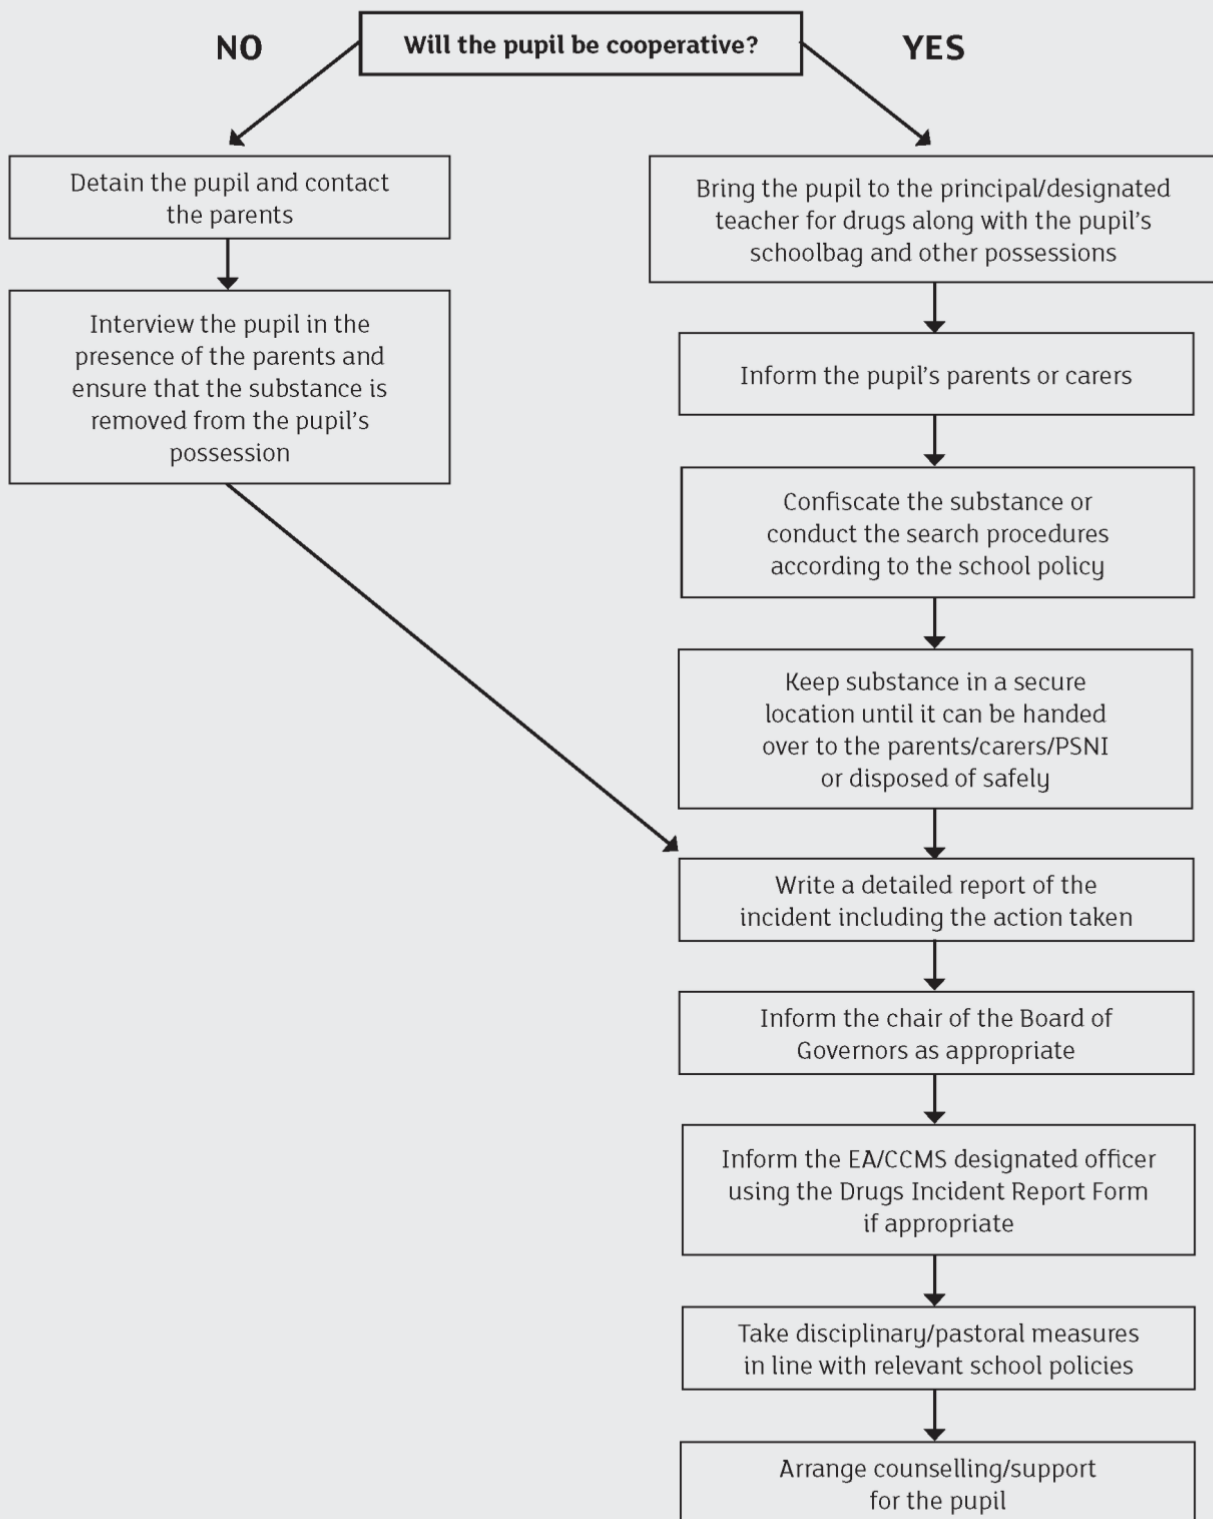 NO
Will the pupil be cooperative?
YES
Detain the pupil and contact
the parents
Interview the pupil in the
presence of the parents and
ensure that the substance is
removed from the pupil's
possession
Bring the pupil to the principal/designated
teacher for drugs along with the pupil's
schoolbag and other possessions
Inform the pupil's parents or carers
Confiscate the substance or
conduct the search procedures
according to the school policy
Keep substance in a secure
location until it can be handed
over to the parents/carers/PSNI
or disposed of safely
Write a detailed report of the
incident including the action taken
Inform the chair of the Board of
Governors as appropriate
Inform the EA/CCMS designated officer
using the Drugs Incident Report Form
if appropriate
Take disciplinary/pastoral measures
in line with relevant school policies
Arrange counselling/support
for the pupil